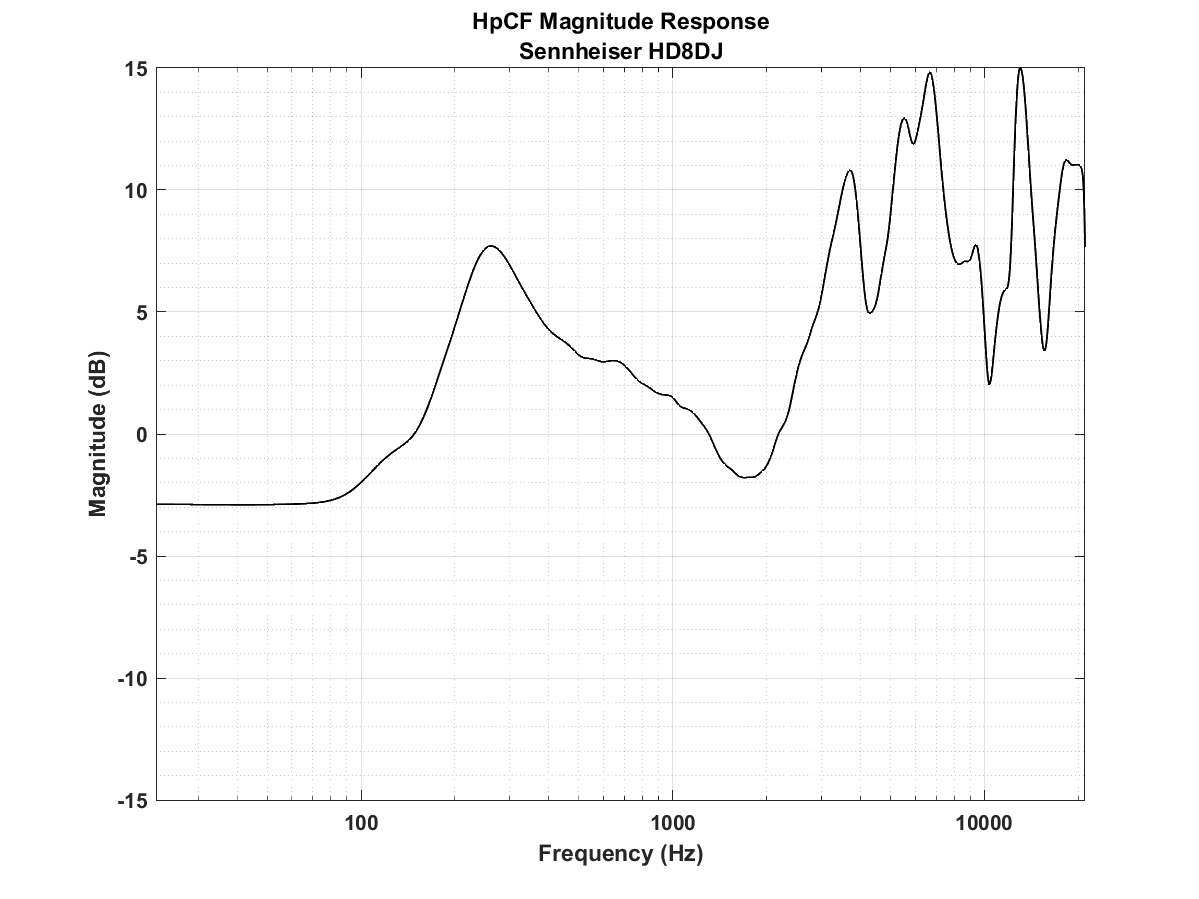 HpCF Magnitude Response
Sennheiser HD8DJ
15
10
5
0
-5
-10
-15
Magnitude (dB)
100
1000
10000
Frequency (Hz)